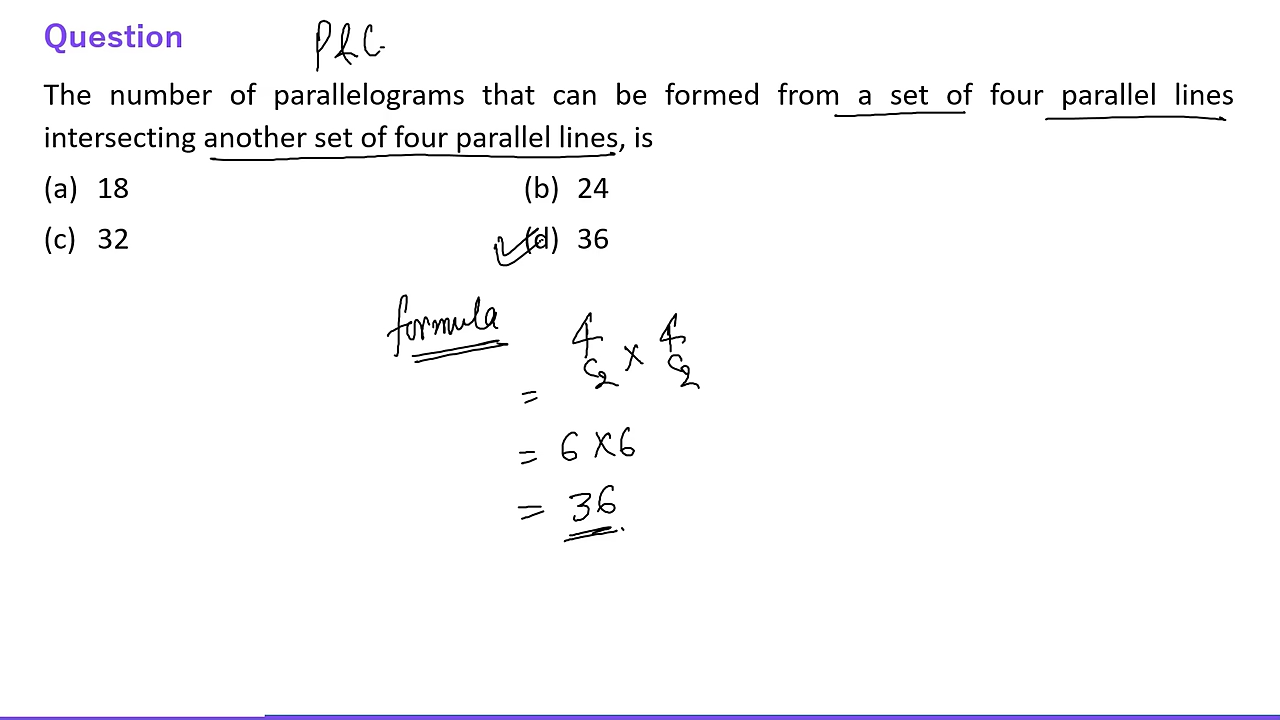 Question P&C
The number of parallelograms that can be formed from a set of four parallel lines
intersecting another set of four parallel lines, is
(a) 18 (b) 24
(c) 32 (d) 36
formula 4C2 × 4C2
=
= 6 × 6
= 36.